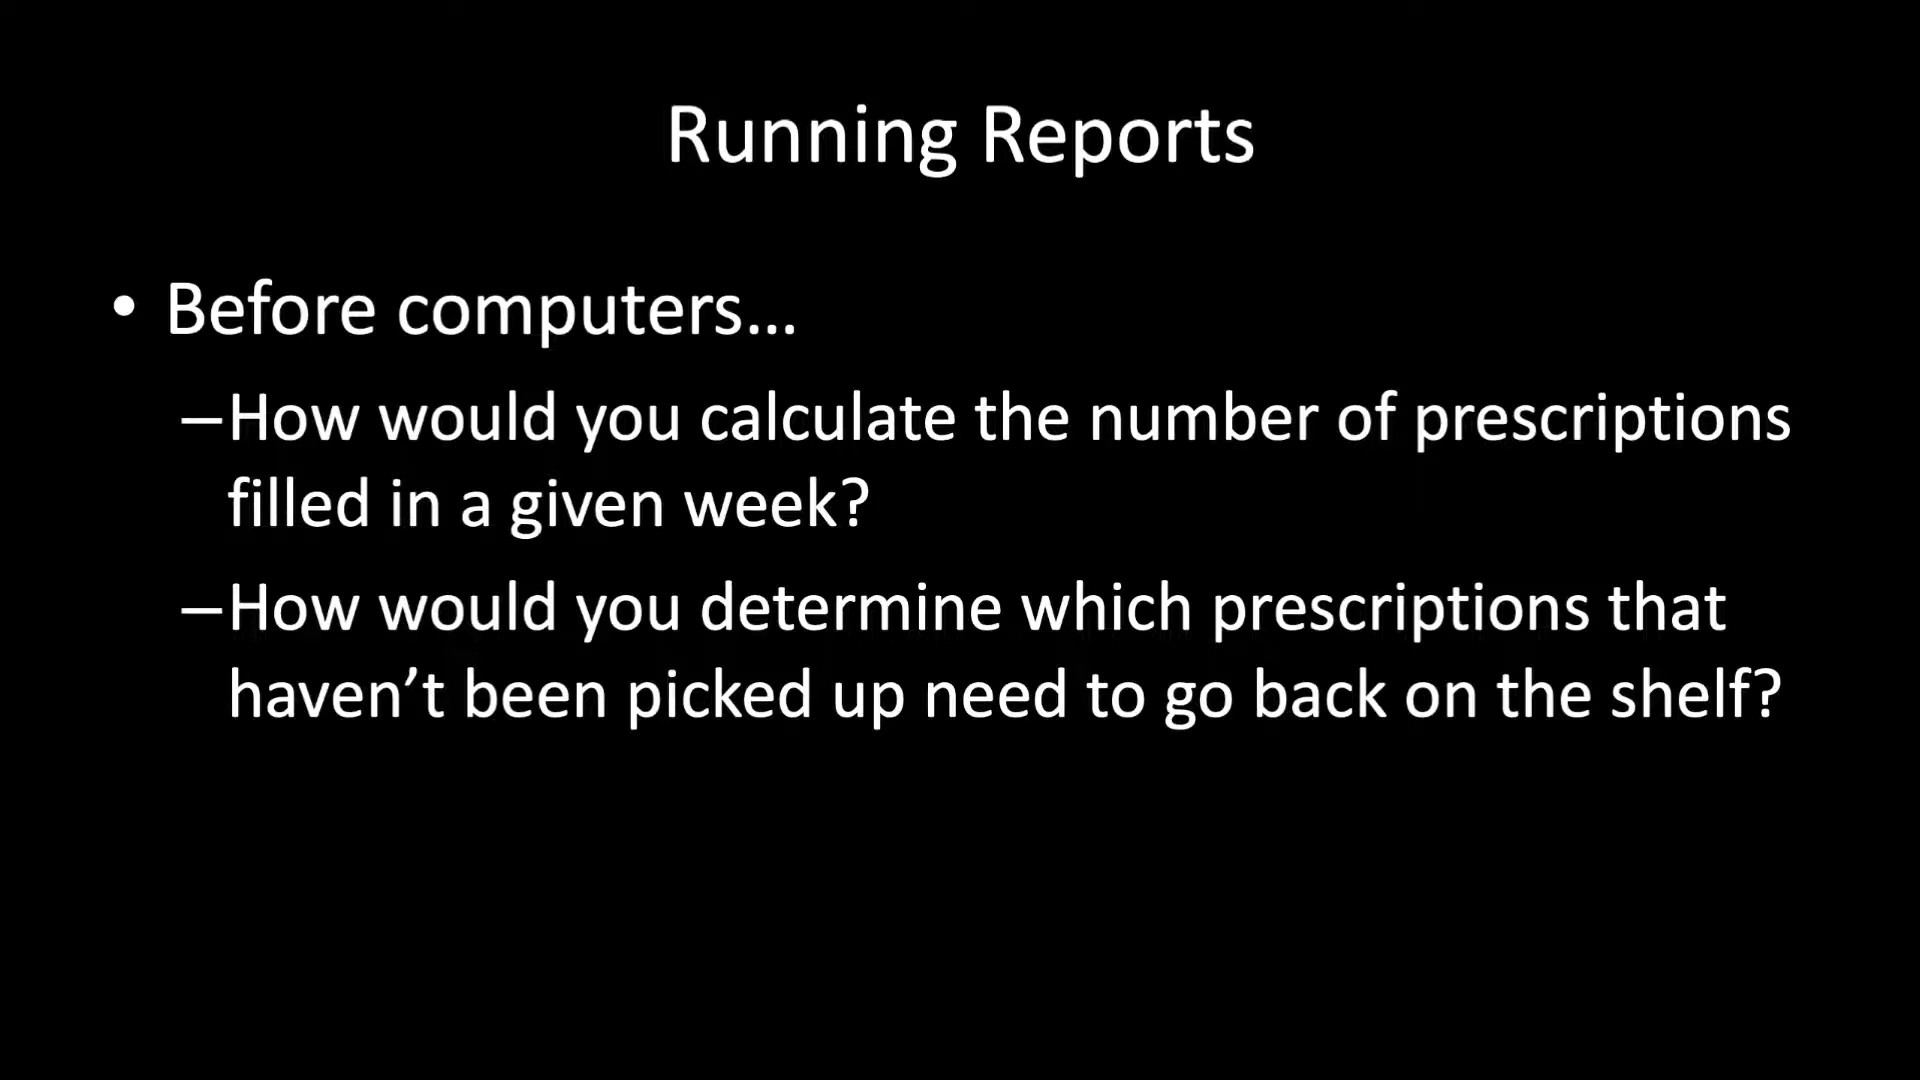 Running Reports
• Before computers…
–How would you calculate the number of prescriptions
filled in a given week?
–How would you determine which prescriptions that
haven’t been picked up need to go back on the shelf?